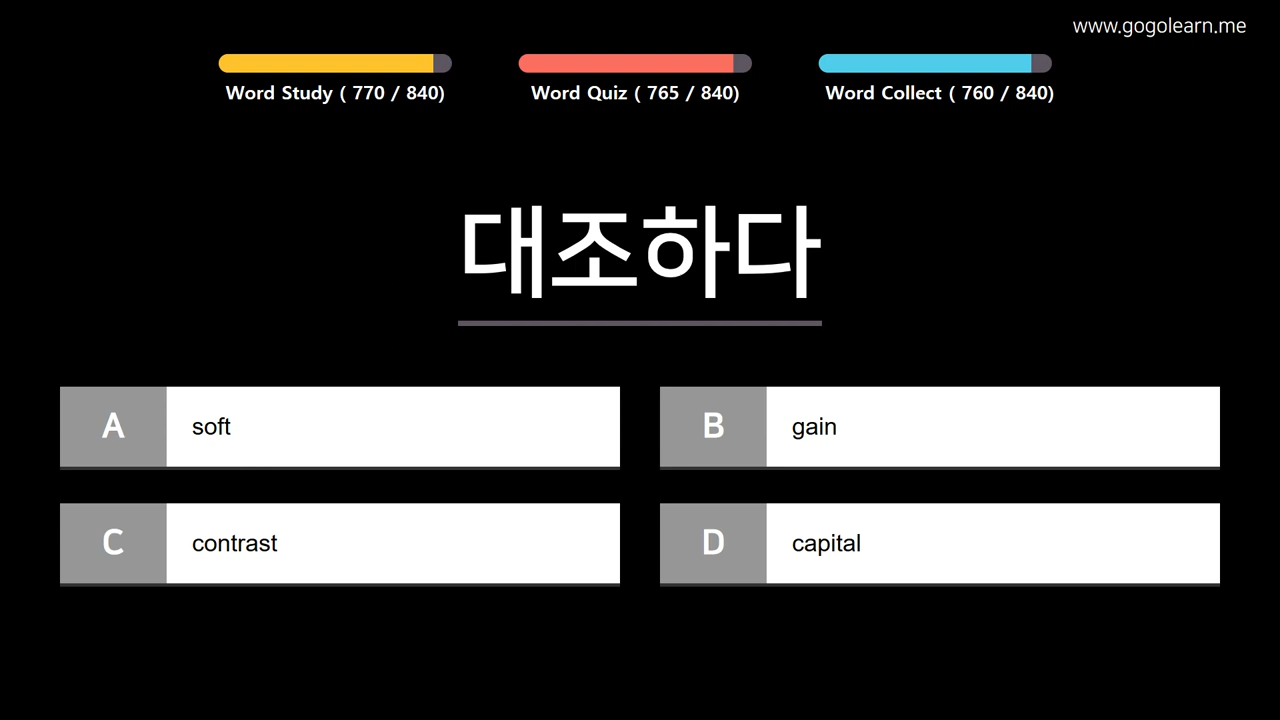 www.gogolearn.me
Word Study ( 770 / 840)
Word Quiz ( 765 / 840)
Word Collect ( 760 / 840)
대조하다
A soft
B gain
C contrast
D capital